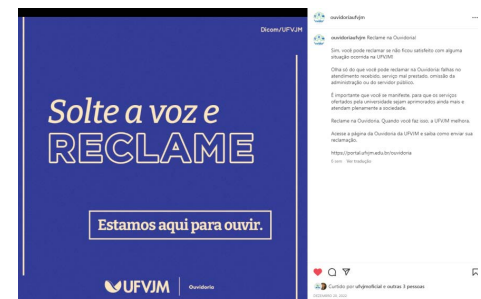 Dicom/UFVJM
Solte a voz e
RECLAME
Estamos aqui para ouvir.
UFVJM
Ouvidoria
ouvidoriaufvjm
ouvidoriaufvjm Reclame na Ouvidoria!
Sim, você pode reclamar se não ficou satisfeito com alguma
situação ocorrida na UFVJM!
Olha só do que você pode reclamar na Ouvidoria: falhas no
atendimento recebido, serviço mal prestado, omissão da
administração ou do servidor público.
É importante que você se manifeste, para que os serviços
ofertados pela universidade sejam aprimorados ainda mais e
atendam plenamente a sociedade.
Reclame na Ouvidoria. Quando você faz isso, a UFVJM melhora.
Acesse a página da Ouvidoria da UFVJM e saiba como enviar sua
reclamação.
https://portal.ufvjm.edu.br/ouvidoria
Ver tradução
Curtido por ufvjmoficial e outras 3 pessoas